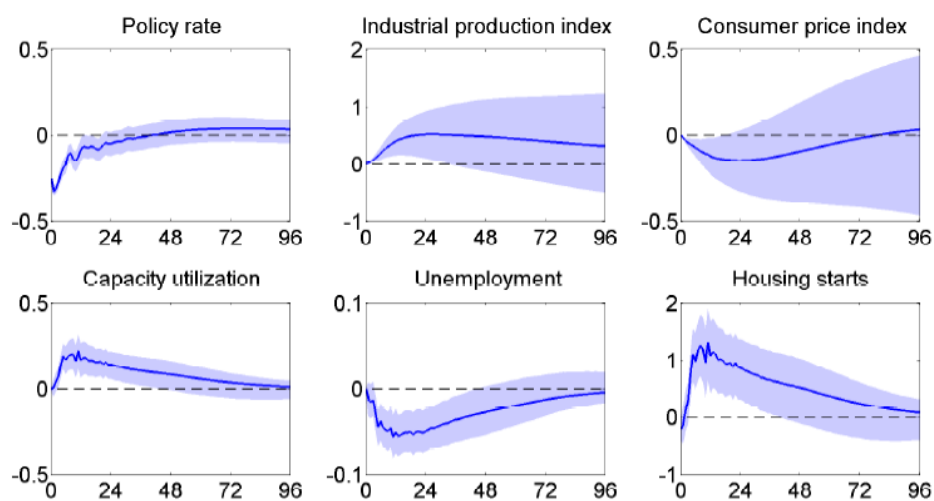 Policy rate
0.5
0
-0.5
0 24 48 72 96
Industrial production index
2
1
0
-1
0 24 48 72 96
Consumer price index
0.5
0
-0.5
0 24 48 72 96
Capacity utilization
0.5
0
-0.5
0 24 48 72 96
Unemployment
0.1
0
-0.1
0 24 48 72 96
Housing starts
2
1
0
-1
0 24 48 72 96